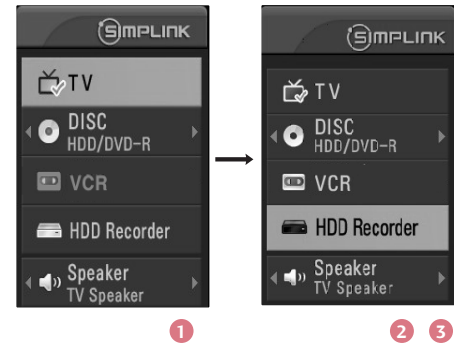 SIMPLINK
TV
DISC
HDD/DVD-R
VCR
HDD Recorder
Speaker
TV Speaker
1
SIMPLINK
TV
DISC
HDD/DVD-R
VCR
HDD Recorder
Speaker
TV Speaker
2 3